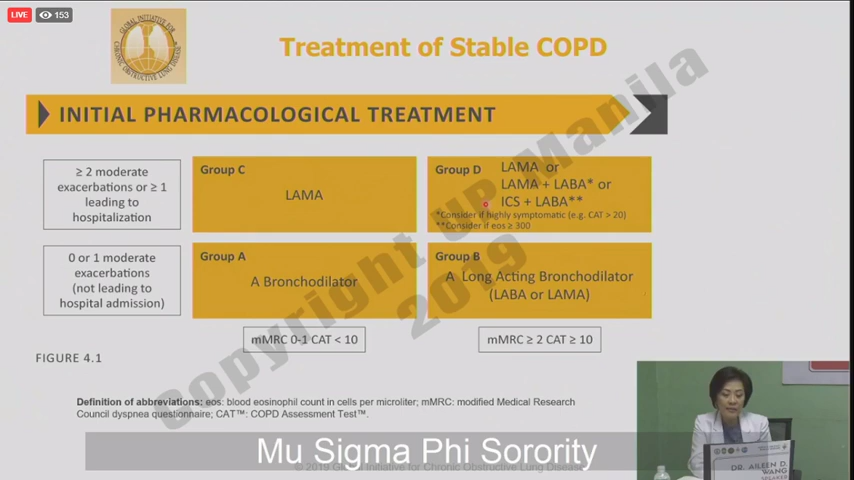 LIVE
153
GLOBAL INITIATIVE FOR
CHRONIC OBSTRUCTIVE LUNG DISEASE
Treatment of Stable COPD
INITIAL PHARMACOLOGICAL TREATMENT
≥ 2 moderate
exacerbations or ≥ 1
leading to
hospitalization
Group C
LAMA
Group D
LAMA or
LAMA + LABA* or
ICS + LABA**
*Consider if highly symptomatic (e.g. CAT > 20)
**Consider if eos ≥ 300
0 or 1 moderate
exacerbations
(not leading to
hospital admission)
Group A
A Bronchodilator
Group B
A Long Acting Bronchodilator
(LABA or LAMA)
mMRC 0-1 CAT < 10
mMRC ≥ 2 CAT ≥ 10
FIGURE 4.1
Definition of abbreviations: eos: blood eosinophil count in cells per microliter; mMRC: modified Medical Research
Council dyspnea questionnaire; CAT™: COPD Assessment Test™.
Copyright UP Manila
2019
Mu Sigma Phi Sorority
© 2019 Global Initiative for Chronic Obstructive Lung Disease
DR. AILEEN D.
WANG
SPEAKER